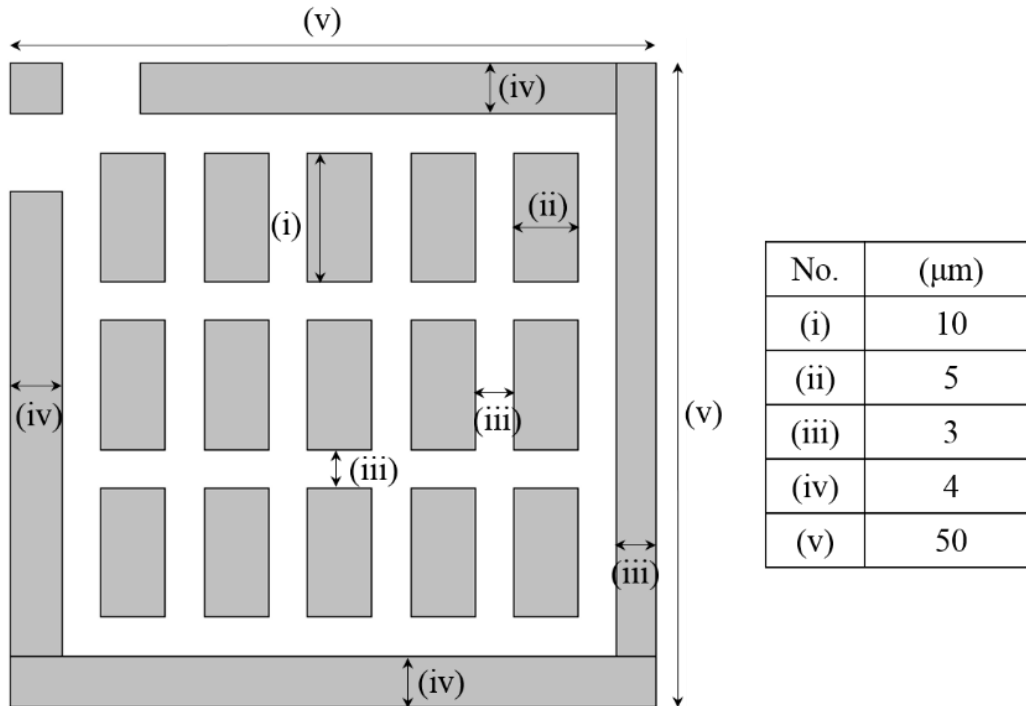 (v)
(iv)
(i)
(ii)
(iv)
(iii)
(v)
(iii)
(iii)
(iv)
No. (μm)
(i) 10
(ii) 5
(iii) 3
(iv) 4
(v) 50